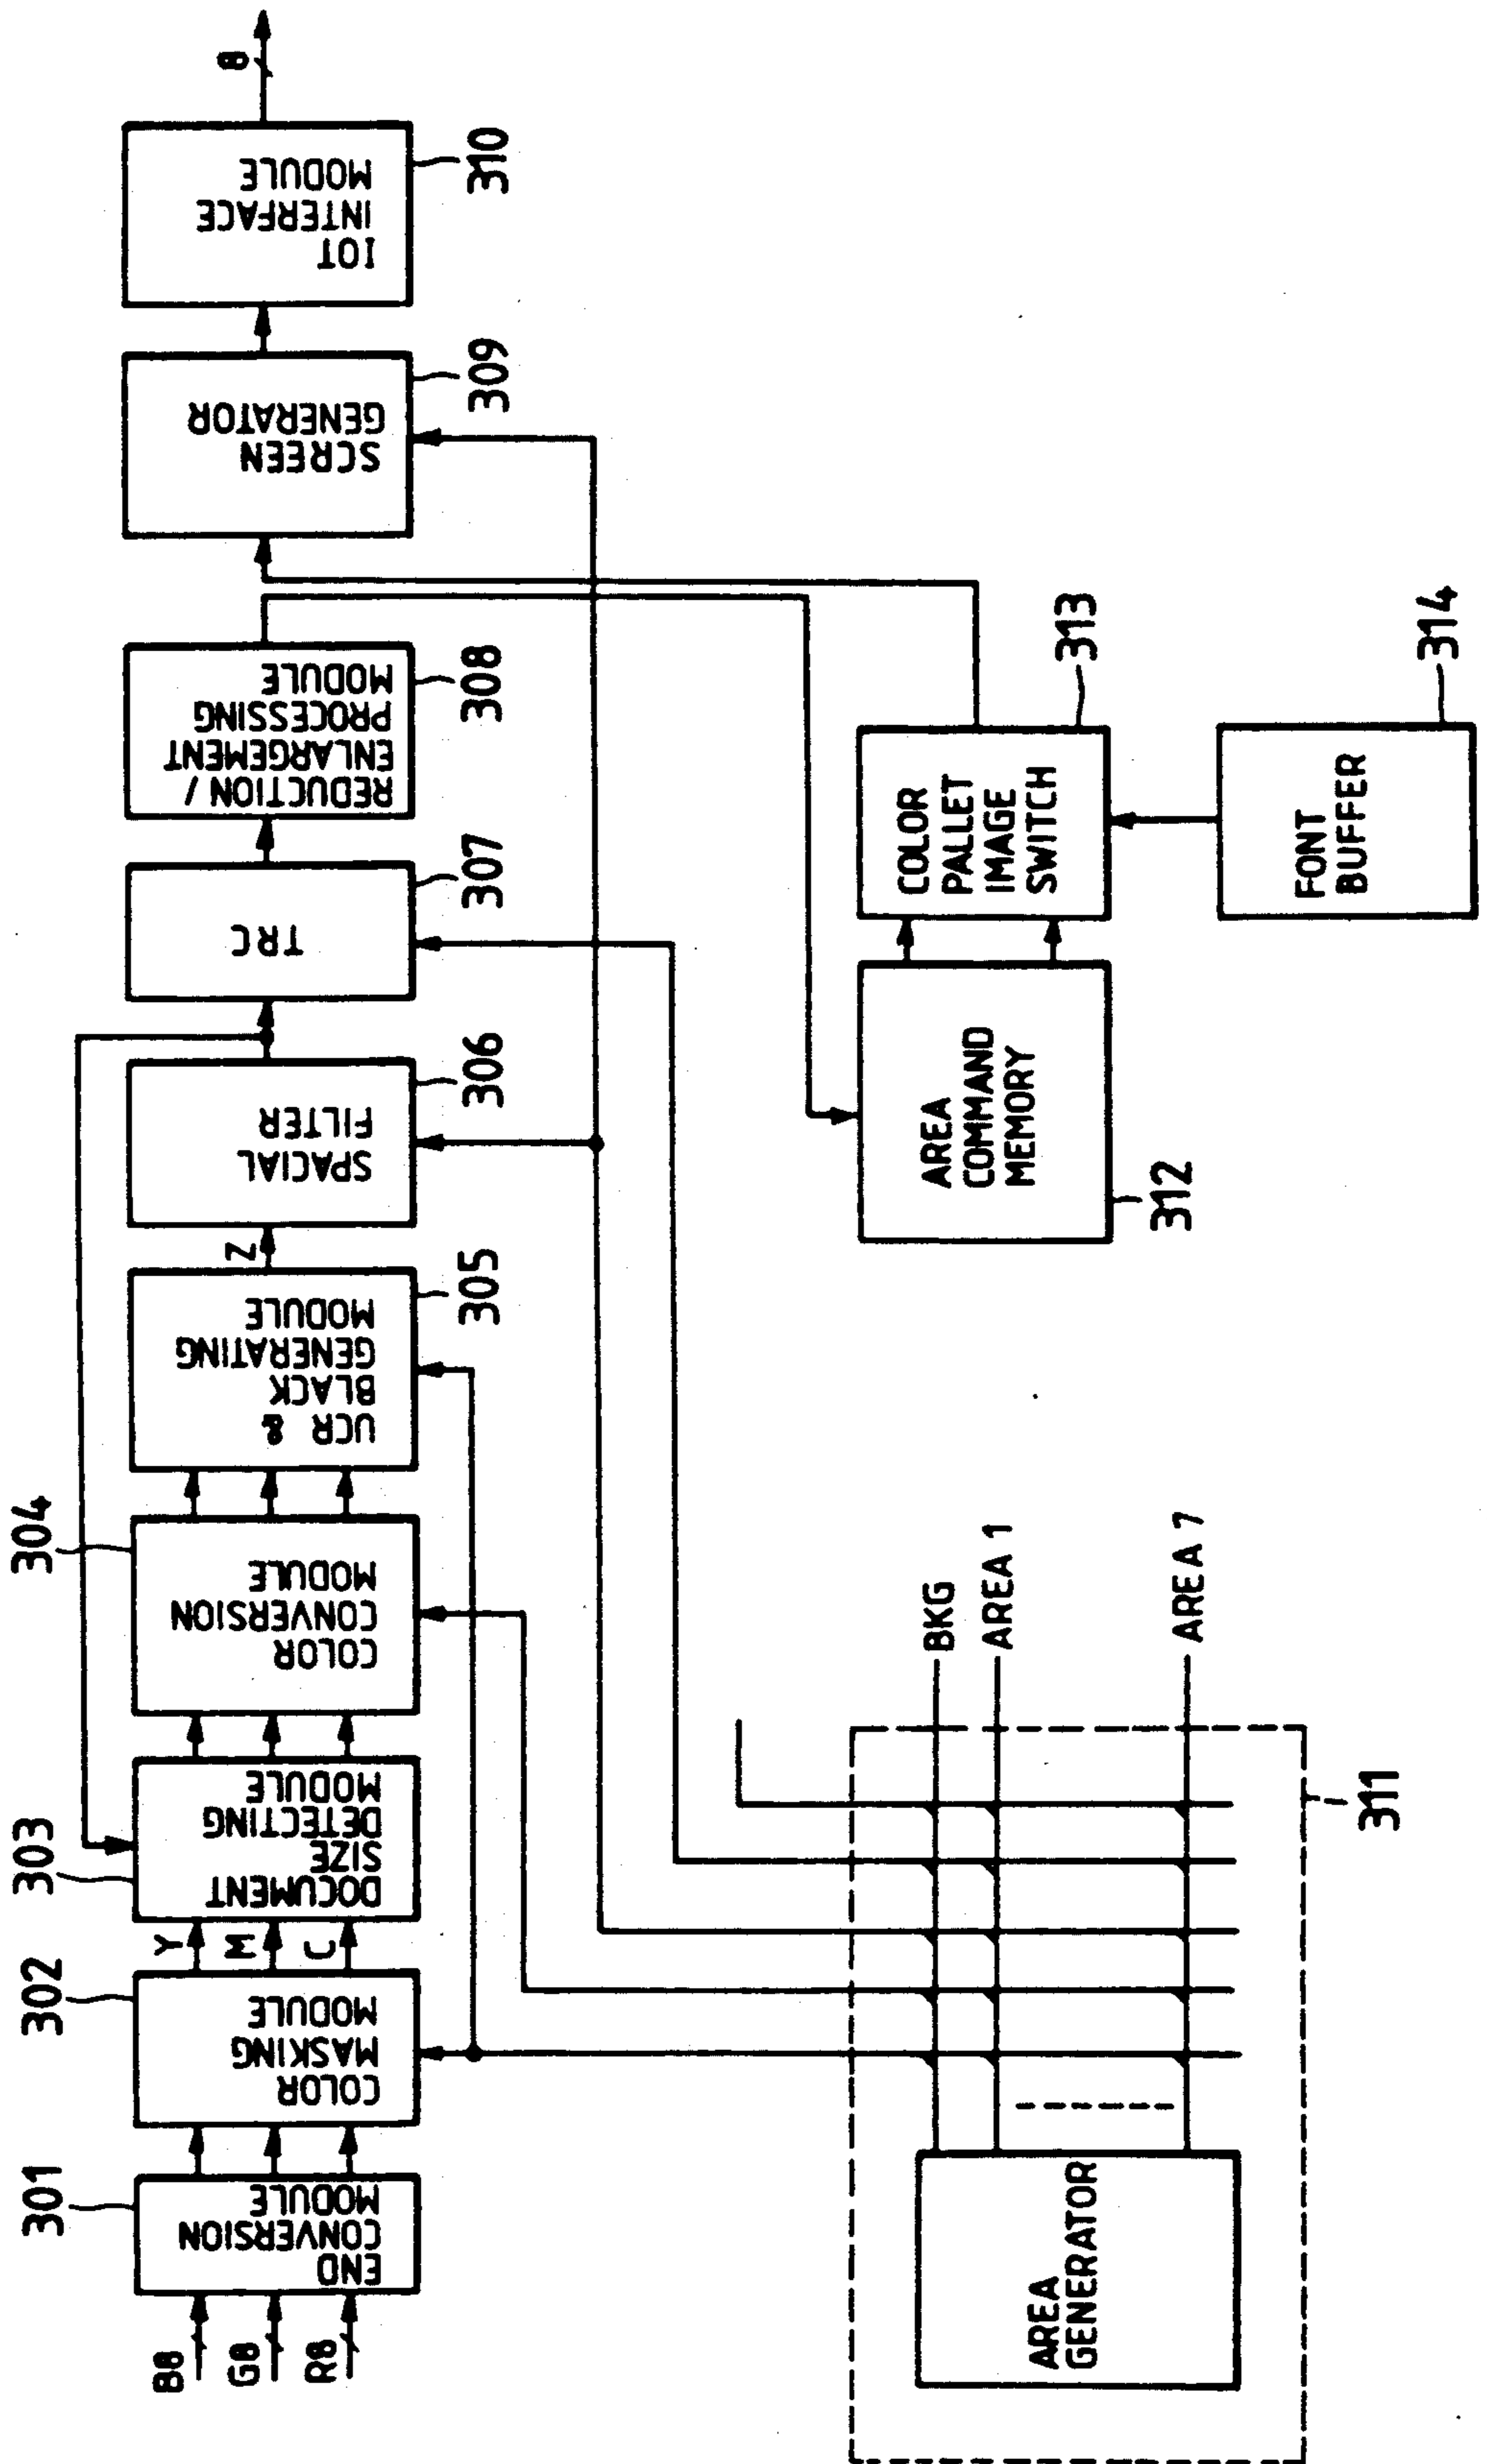 301
302
303
304
B8
G8
R8
END
CONVERSION
MODULE
COLOR
MASKING
MODULE
Y
M
C
DOCUMENT
SIZE
DETECTING
MODULE
COLOR
CONVERSION
MODULE
UCR &
BLACK
GENERATING
MODULE
305
Z
SPACIAL
FILTER
306
TRC
307
REDUCTION /
ENLARGEMENT
PROCESSING
MODULE
308
SCREEN
GENERATOR
309
IOT
INTERFACE
MODULE
310
8
AREA
GENERATOR
BKG
AREA 1
AREA 7
311
AREA
COMMAND
MEMORY
312
COLOR
PALLET
IMAGE
SWITCH
313
FONT
BUFFER
314